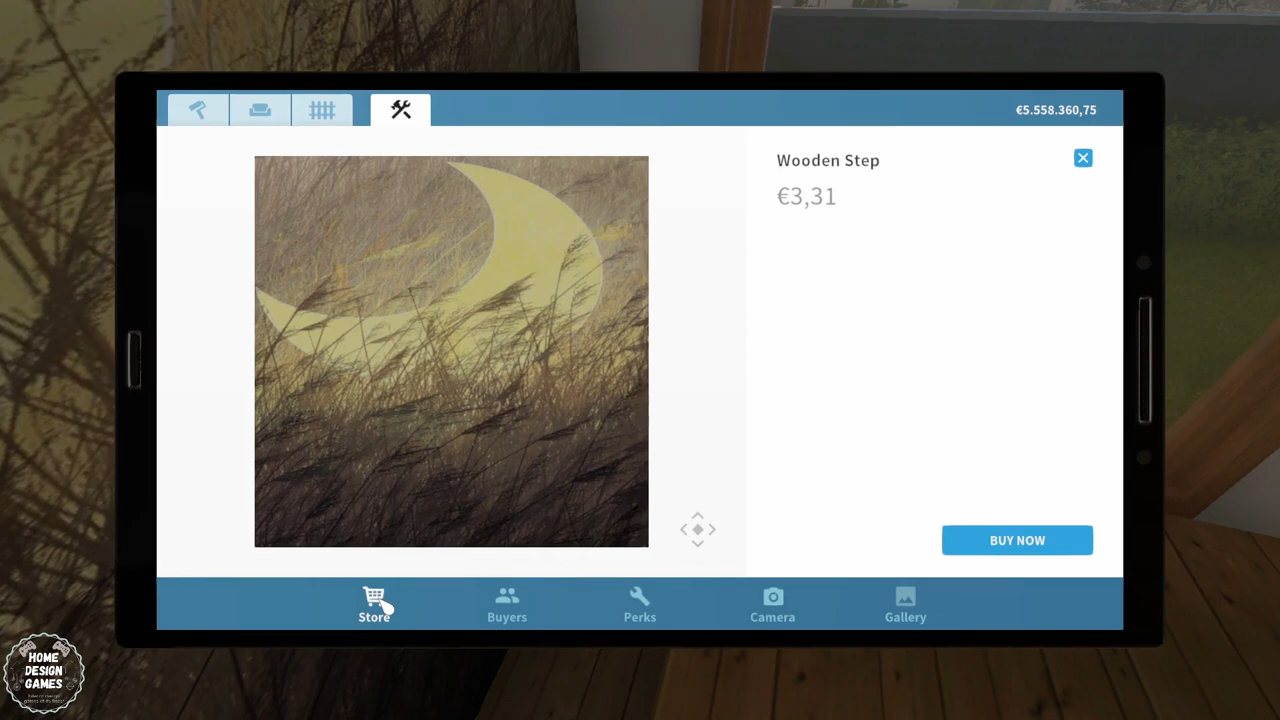 €5.558.360,75
Wooden Step
€3,31
BUY NOW
Store
Buyers
Perks
Camera
Gallery
HOME
DESIGN
GAMES